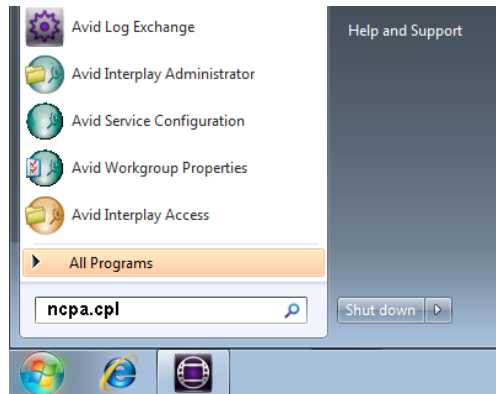 Avid Log Exchange
Help and Support
Avid Interplay Administrator
Avid Service Configuration
Avid Workgroup Properties
Avid Interplay Access
All Programs
ncpa.cpl
Shut down